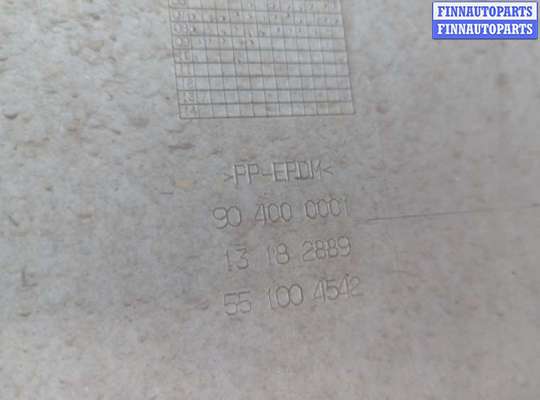 FINNAUTOPARTS
FINNAUTOPARTS
>PP-EPDM<
90 400 0001
13 18 2889
55 100 4542